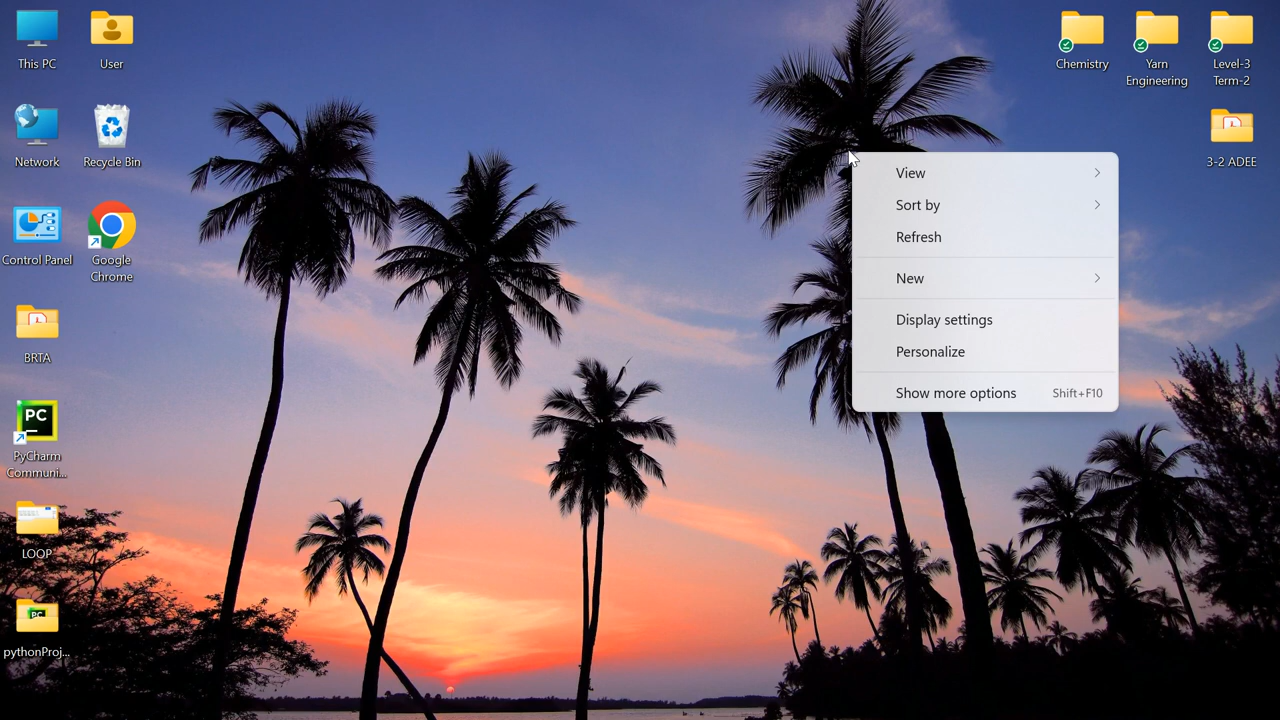 This PC
User
Chemistry
Yarn
Engineering
Level-3
Term-2
Network
Recycle Bin
3-2 ADEE
View
Sort by
Refresh
Control Panel
Google
Chrome
New
Display settings
BRTA
Personalize
Show more options Shift+F10
PC
PyCharm
Communi...
LOOP
PC
pythonProj...